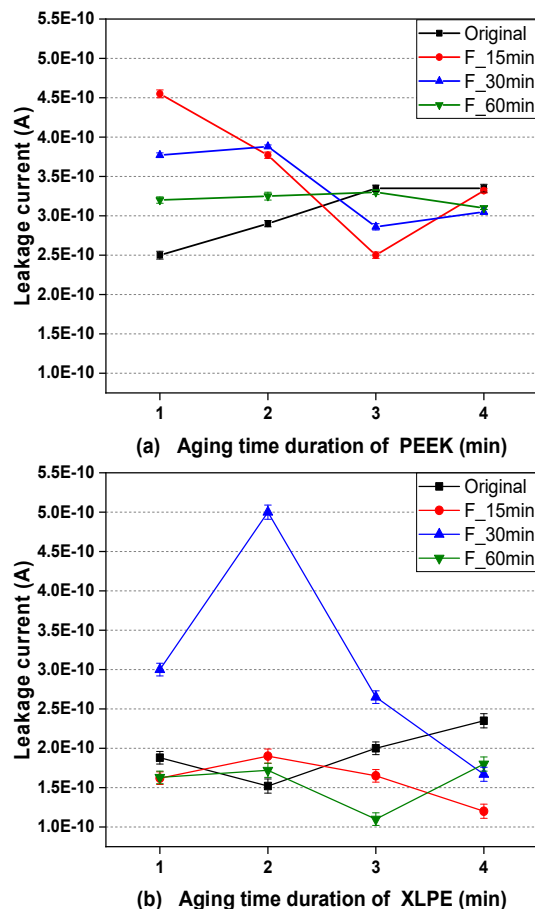 5.5E-10
5.0E-10
4.5E-10
4.0E-10
3.5E-10
3.0E-10
2.5E-10
2.0E-10
1.5E-10
1.0E-10
Leakage current (A)
Original
F_15min
F_30min
F_60min
1 2 3 4
(a) Aging time duration of PEEK (min)
5.5E-10
5.0E-10
4.5E-10
4.0E-10
3.5E-10
3.0E-10
2.5E-10
2.0E-10
1.5E-10
1.0E-10
Leakage current (A)
Original
F_15min
F_30min
F_60min
1 2 3 4
(b) Aging time duration of XLPE (min)